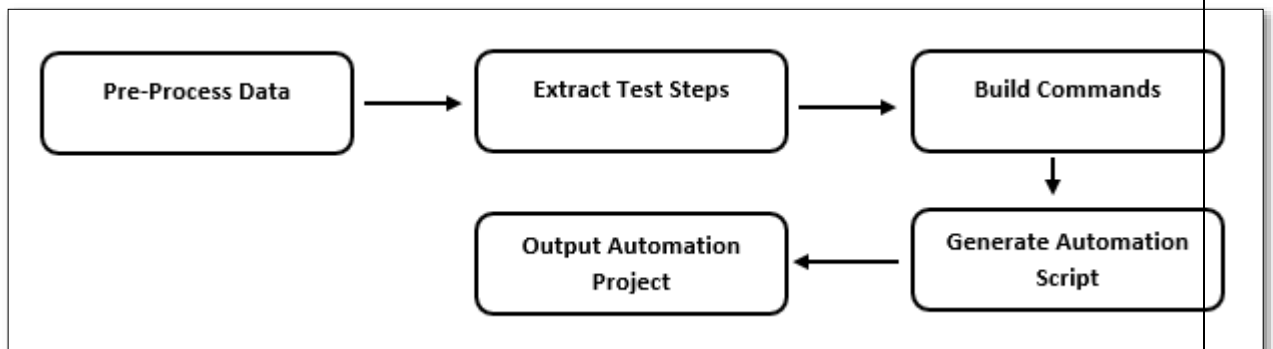 Pre-Process Data
Extract Test Steps
Build Commands
Generate Automation
Script
Output Automation
Project